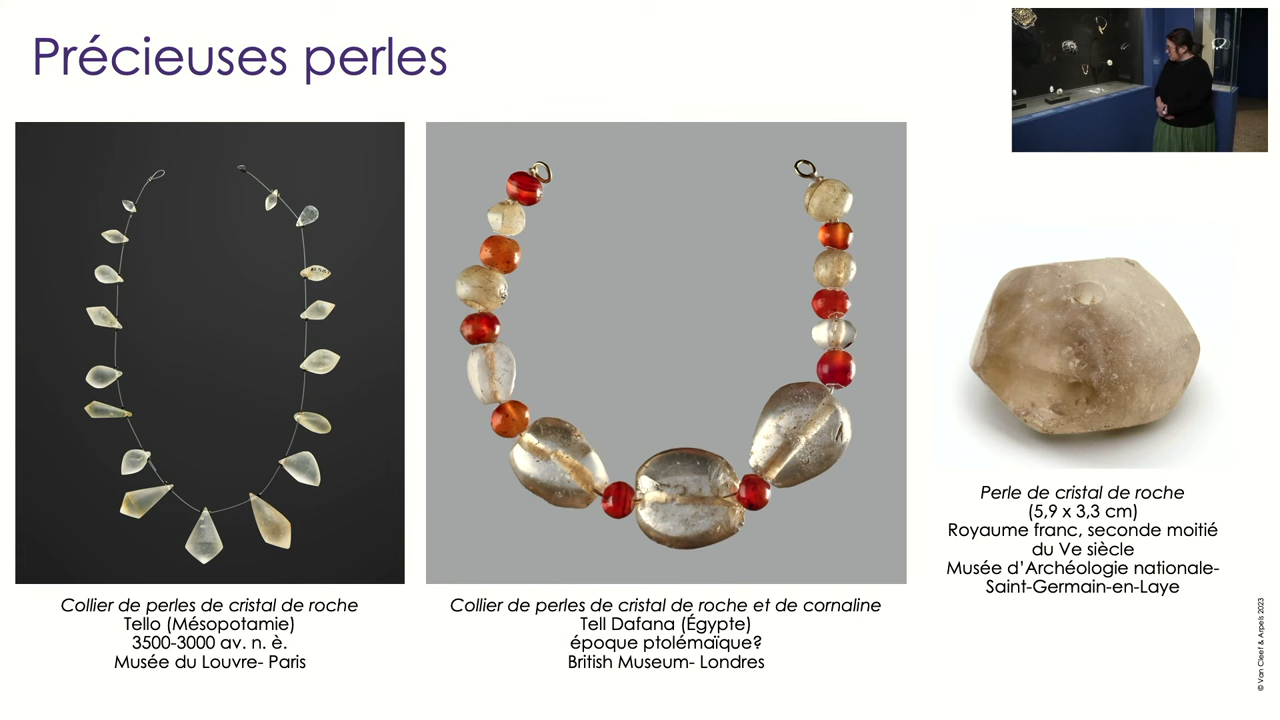 Précieuses perles
Collier de perles de cristal de roche
Tello (Mésopotamie)
3500-3000 av. n. è.
Musée du Louvre- Paris
Collier de perles de cristal de roche et de cornaline
Tell Dafana (Égypte)
époque ptolémaïque?
British Museum- Londres
Perle de cristal de roche
(5,9 x 3,3 cm)
Royaume franc, seconde moitié
du Ve siècle
Musée d'Archéologie nationale-
Saint-Germain-en-Laye
© Van Cleef & Arpels 2023